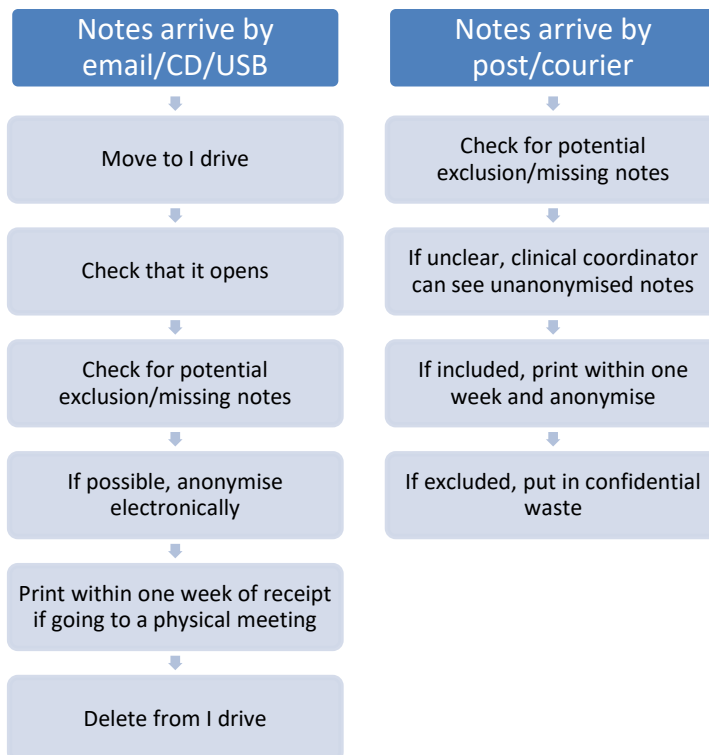 Notes arrive by
email/CD/USB
Move to I drive
Check that it opens
Check for potential
exclusion/missing notes
If possible, anonymise
electronically
Print within one week of receipt
if going to a physical meeting
Delete from I drive
Notes arrive by
post/courier
Check for potential
exclusion/missing notes
If unclear, clinical coordinator
can see unanonymised notes
If included, print within one
week and anonymise
If excluded, put in confidential
waste